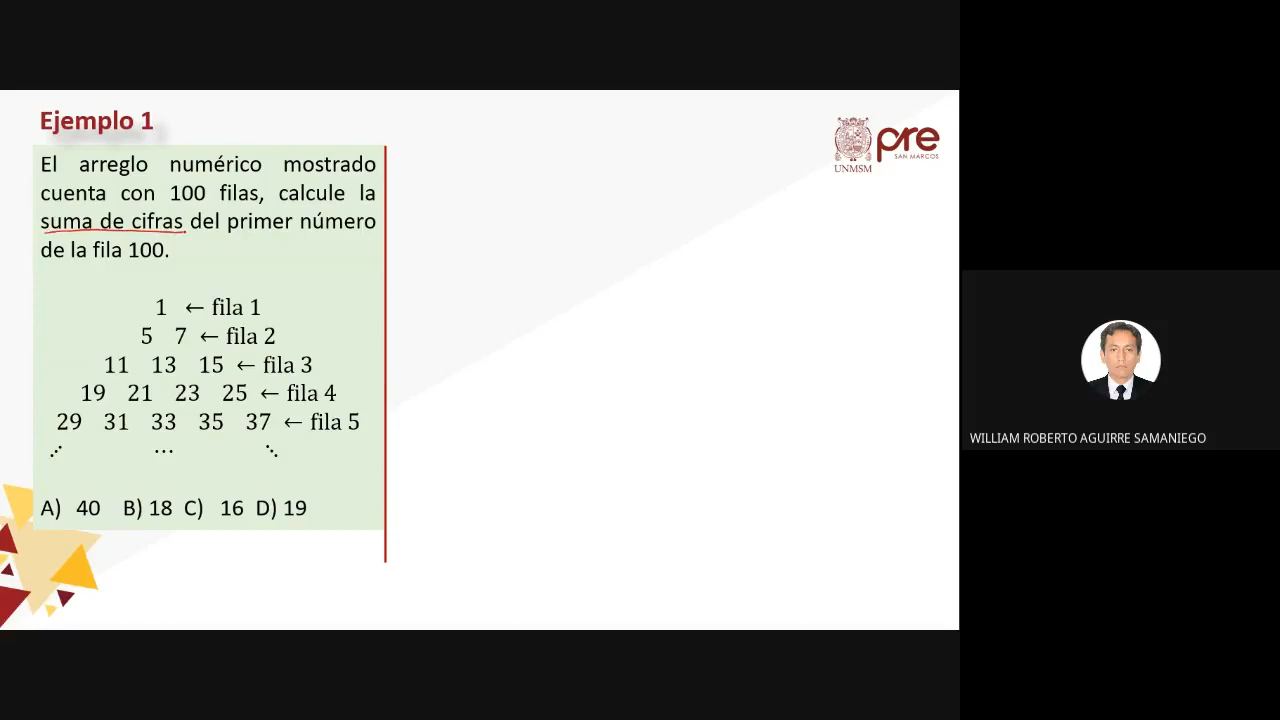 Ejemplo 1
El arreglo numérico mostrado
cuenta con 100 filas, calcule la
suma de cifras del primer número
de la fila 100.
1 ← fila 1
5 7 ← fila 2
11 13 15 ← fila 3
19 21 23 25 ← fila 4
29 31 33 35 37 ← fila 5
⋰ ⋯ ⋱
A) 40 B) 18 C) 16 D) 19
UNMSM
pre
SAN MARCOS
WILLIAM ROBERTO AGUIRRE SAMANIEGO